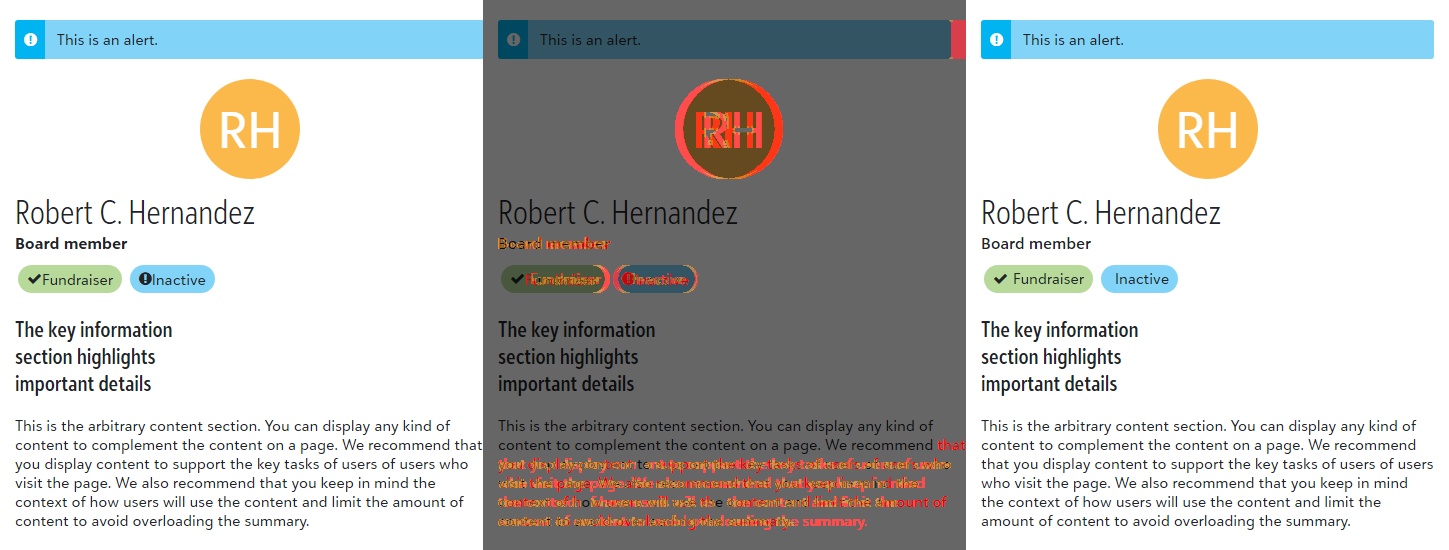 This is an alert.
RH
Robert C. Hernandez
Board member
Fundraiser Inactive
The key information
section highlights
important details
This is the arbitrary content section. You can display any kind of
content to complement the content on a page. We recommend that
you display content to support the key tasks of users of users who
visit the page. We also recommend that you keep in mind the
context of how users will use the content and limit the amount of
content to avoid overloading the summary.
This is an alert.
Robert C. Hernandez
The key information
section highlights
important details
This is the arbitrary content section. You can display any kind of
content to complement the content on a page. We recommend that
This is an alert.
RH
Robert C. Hernandez
Board member
Fundraiser Inactive
The key information
section highlights
important details
This is the arbitrary content section. You can display any kind of
content to complement the content on a page. We recommend
that you display content to support the key tasks of users of users
who visit the page. We also recommend that you keep in mind
the context of how users will use the content and limit the
amount of content to avoid overloading the summary.